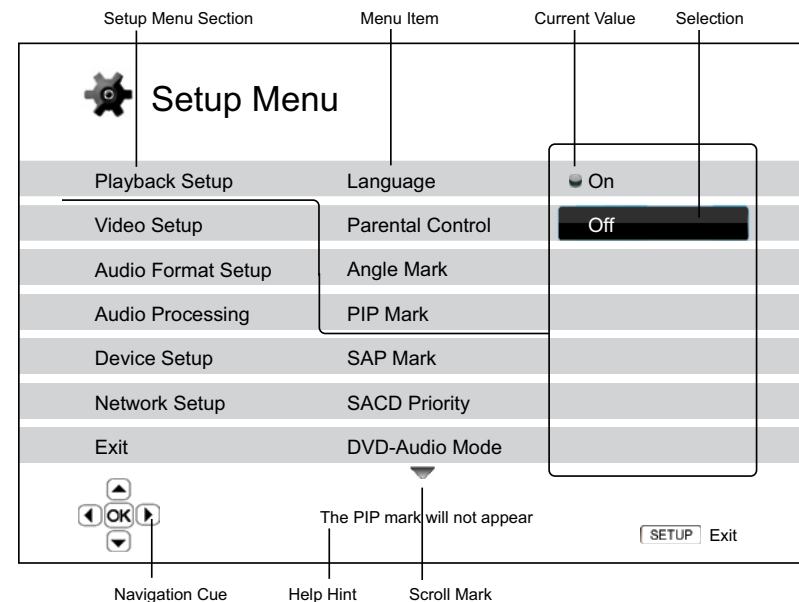 Setup Menu Section Menu Item Current Value Selection
Setup Menu
Playback Setup Language On
Video Setup Parental Control Off
Audio Format Setup Angle Mark
Audio Processing PIP Mark
Device Setup SAP Mark
Network Setup SACD Priority
Exit DVD-Audio Mode
OK The PIP mark will not appear
SETUP Exit
Navigation Cue Help Hint Scroll Mark